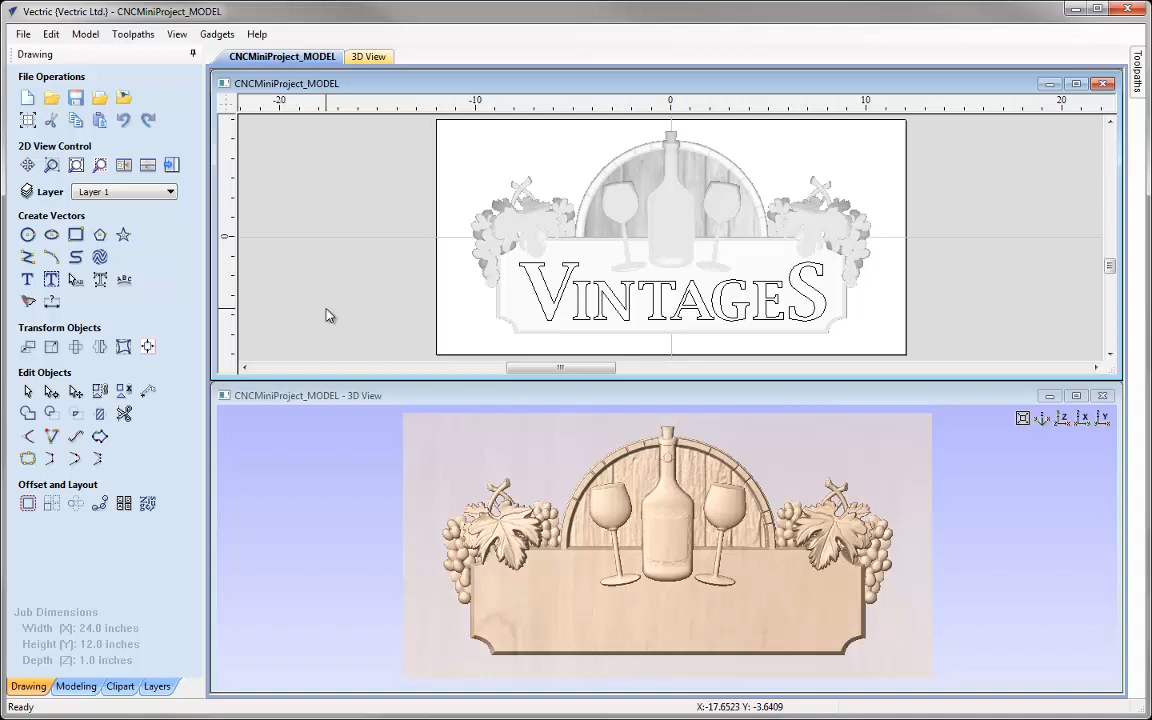 Vectric {Vectric Ltd.} - CNCMiniProject_MODEL
File Edit Model Toolpaths View Gadgets Help
Drawing
CNCMiniProject_MODEL
3D View
File Operations
2D View Control
Layer
Layer 1
Create Vectors
Transform Objects
Edit Objects
Offset and Layout
Job Dimensions
Width (X): 24.0 inches
Height (Y): 12.0 inches
Depth (Z): 1.0 inches
Drawing Modeling Clipart Layers
Ready
CNCMiniProject_MODEL
-20 -10 0 10 20
0
VINTAGES
CNCMiniProject_MODEL - 3D View
Z X Y
Toolpaths
X:-17.6523 Y: -3.6409